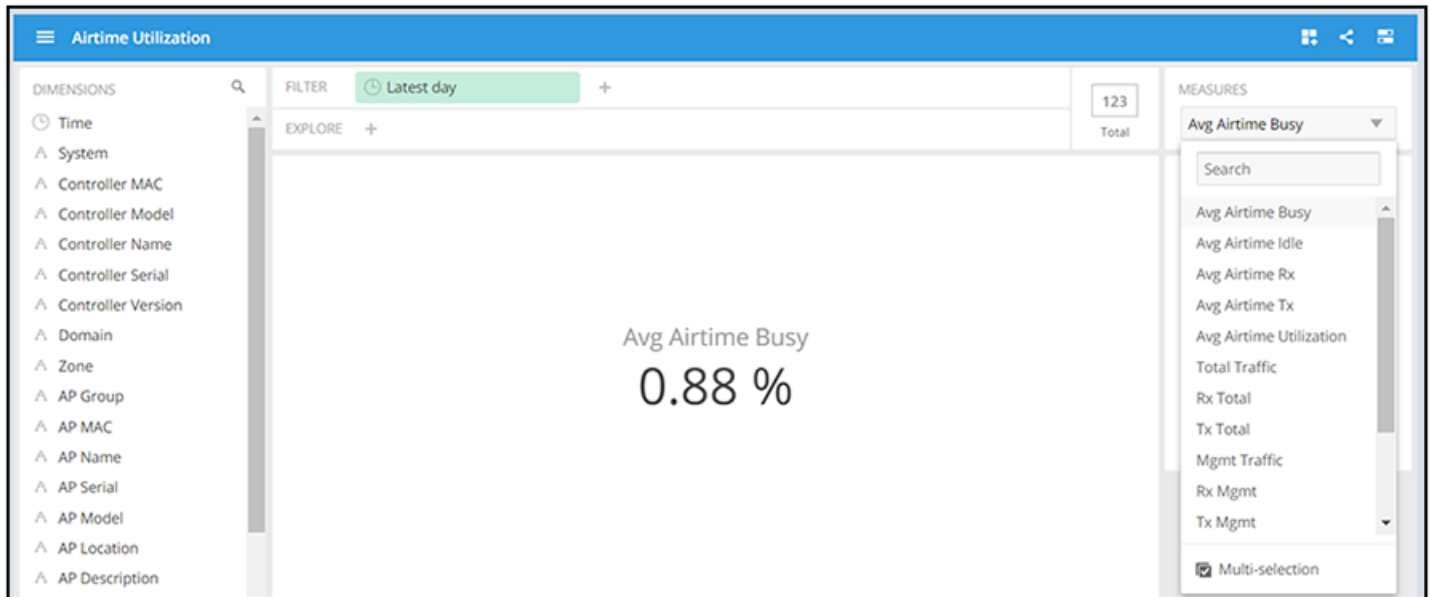 Airtime Utilization
DIMENSIONS
Time
System
Controller MAC
Controller Model
Controller Name
Controller Serial
Controller Version
Domain
Zone
AP Group
AP MAC
AP Name
AP Serial
AP Model
AP Location
AP Description
FILTER
Latest day
+
EXPLORE +
123
Total
Avg Airtime Busy
0.88 %
MEASURES
Avg Airtime Busy
Search
Avg Airtime Busy
Avg Airtime Idle
Avg Airtime Rx
Avg Airtime Tx
Avg Airtime Utilization
Total Traffic
Rx Total
Tx Total
Mgmt Traffic
Rx Mgmt
Tx Mgmt
Multi-selection